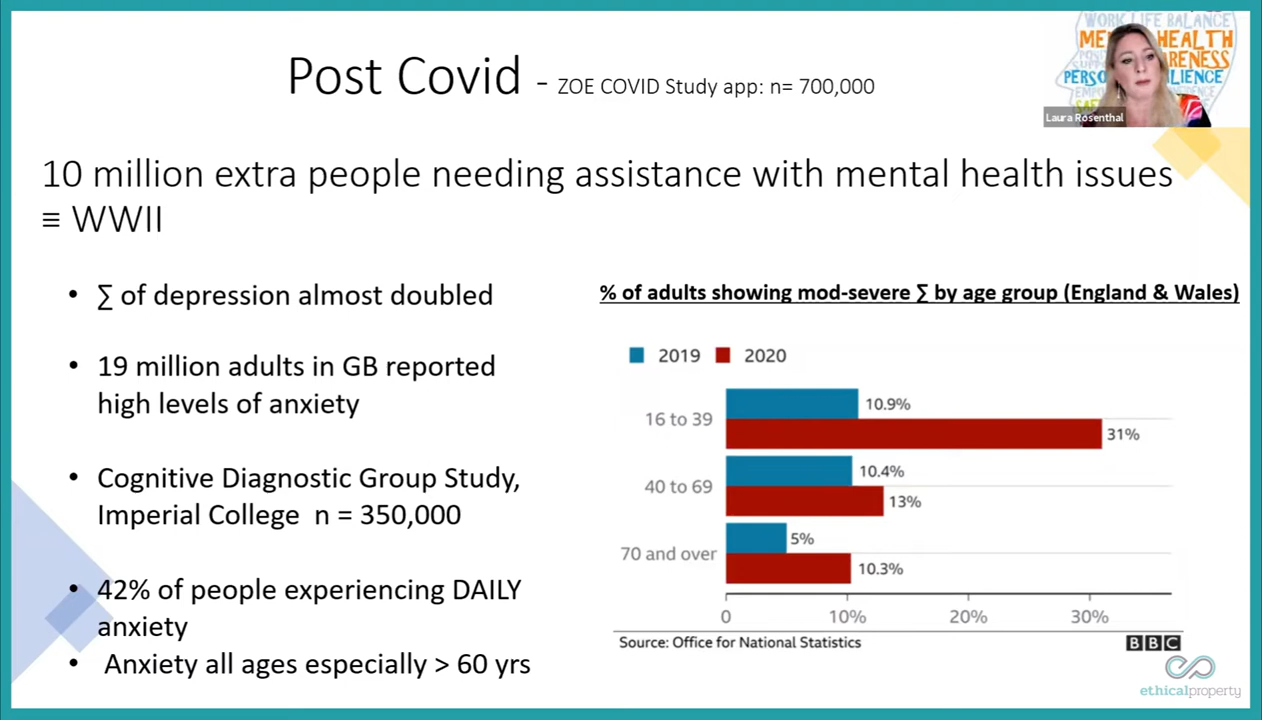 Post Covid - ZOE COVID Study app: n= 700,000
WORK LIFE BALANCE
HEALTH
RENESS
PERSO
ILIENCE
Laura Rosenthal
10 million extra people needing assistance with mental health issues
≡ WWII
• ∑ of depression almost doubled
• 19 million adults in GB reported
high levels of anxiety
• Cognitive Diagnostic Group Study,
Imperial College n = 350,000
• 42% of people experiencing DAILY
anxiety
• Anxiety all ages especially > 60 yrs
% of adults showing mod-severe ∑ by age group (England & Wales)
2019 2020
16 to 39 10.9%
31%
40 to 69 10.4%
13%
70 and over 5%
10.3%
0 10% 20% 30%
Source: Office for National Statistics BBC
ethicalproperty